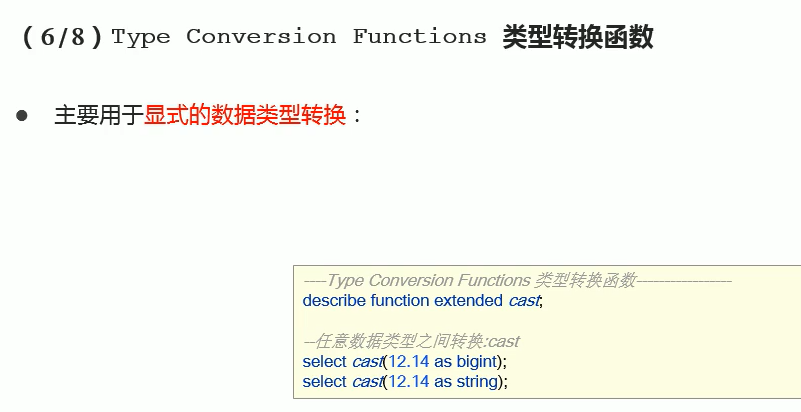 （6/8）Type Conversion Functions 类型转换函数
● 主要用于显式的数据类型转换：
----Type Conversion Functions 类型转换函数-----------------
describe function extended cast;
--任意数据类型之间转换:cast
select cast(12.14 as bigint);
select cast(12.14 as string);